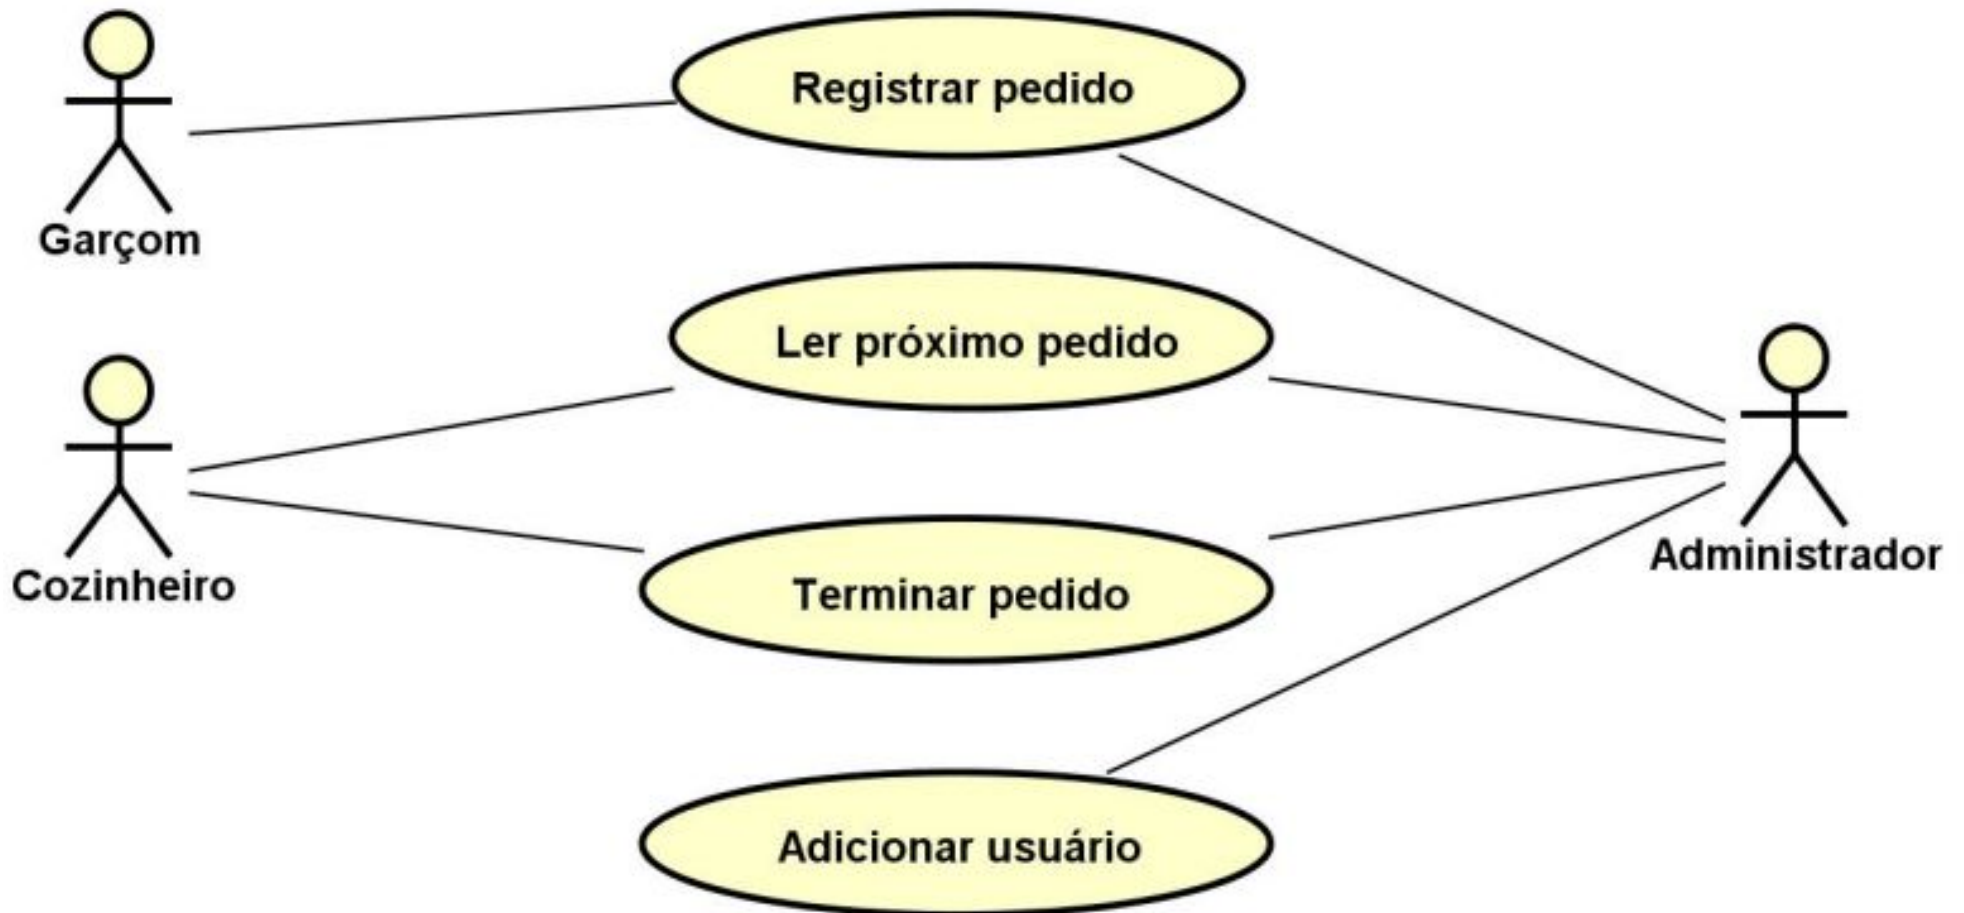 Registrar pedido
Garçom
Ler próximo pedido
Cozinheiro
Administrador
Terminar pedido
Adicionar usuário